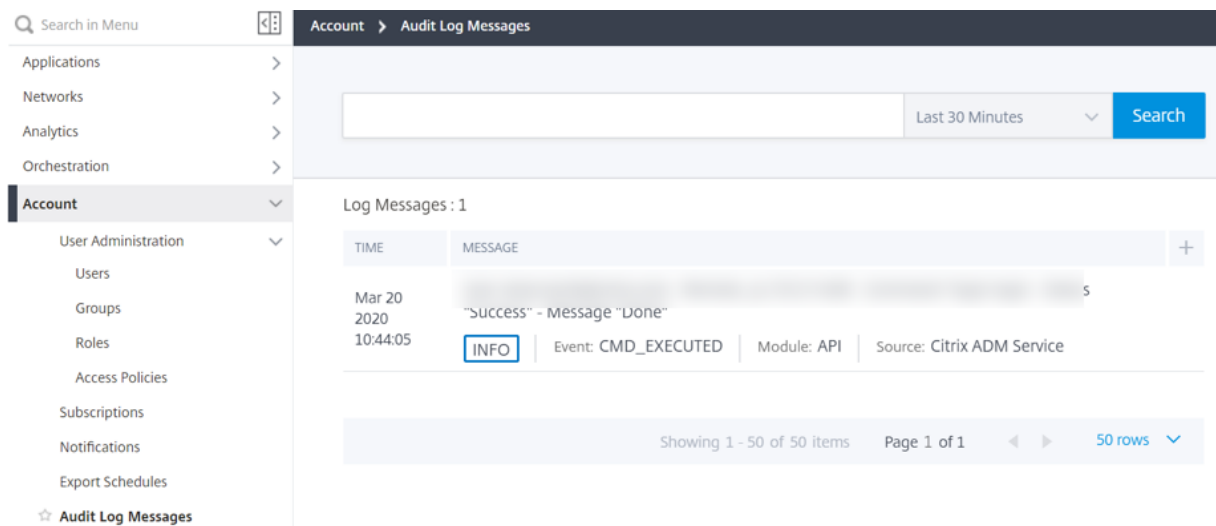 Search in Menu
Applications
Networks
Analytics
Orchestration
Account
User Administration
Users
Groups
Roles
Access Policies
Subscriptions
Notifications
Export Schedules
Audit Log Messages
Account > Audit Log Messages
Last 30 Minutes
Search
Log Messages : 1
TIME MESSAGE +
Mar 20
2020
10:44:05
s
"Success" - Message "Done"
INFO Event: CMD_EXECUTED Module: API Source: Citrix ADM Service
Showing 1 - 50 of 50 items Page 1 of 1 50 rows